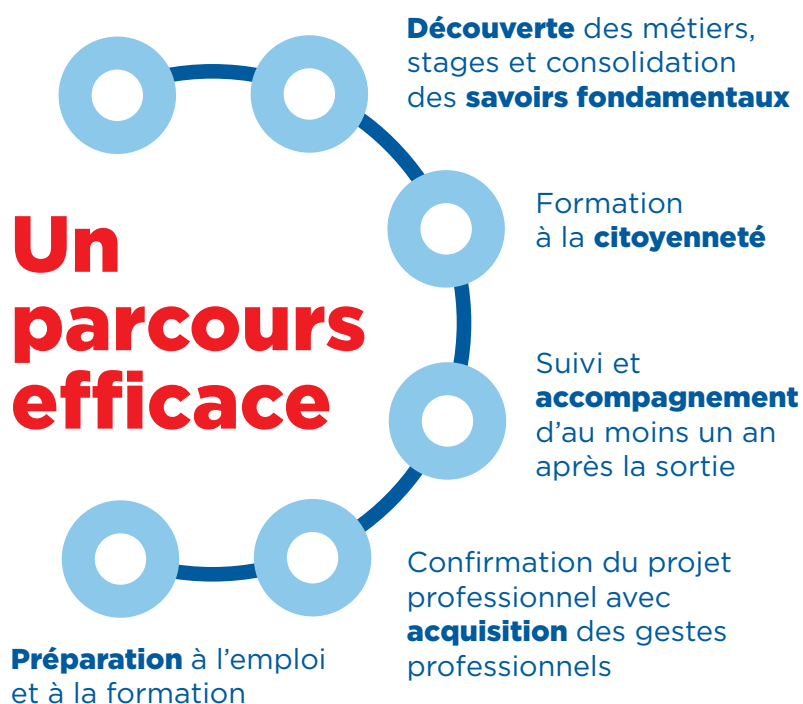 Découverte des métiers,
stages et consolidation
des savoirs fondamentaux
Un
parcours
efficace
Formation
à la citoyenneté
Suivi et
accompagnement
d'au moins un an
après la sortie
Confirmation du projet
professionnel avec
acquisition des gestes
professionnels
Préparation à l'emploi
et à la formation